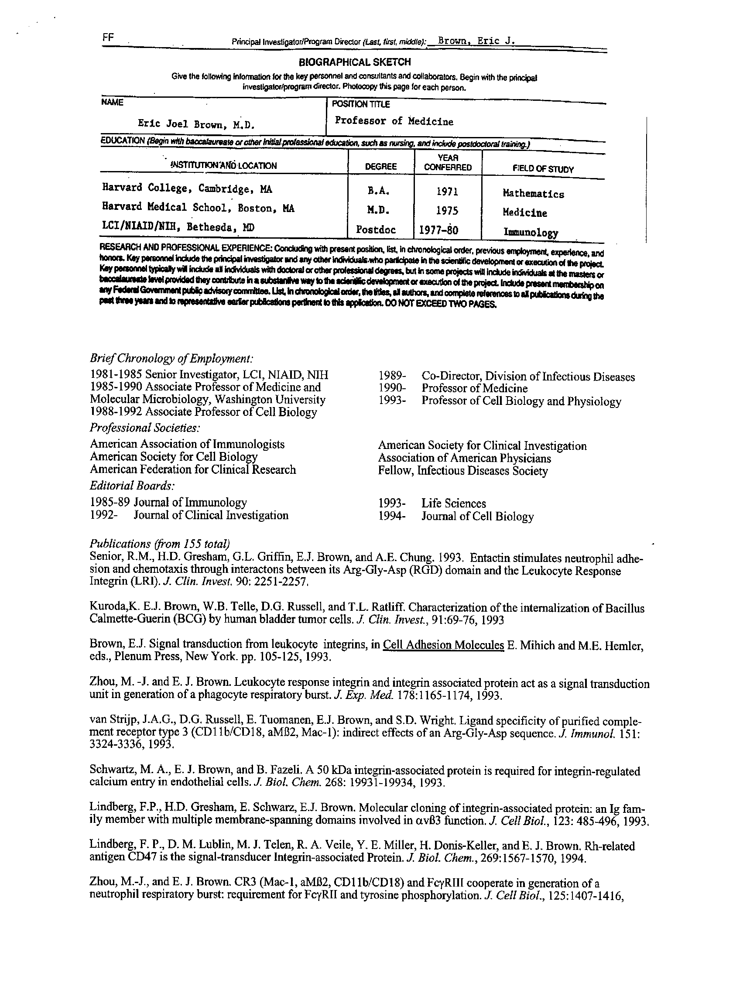 FF
Principal Investigator/Program Director (Last, first, middle): Brown, Eric J.
BIOGRAPHICAL SKETCH
Give the following information for the key personnel and consultants and collaborators. Begin with the principal
investigator/program director. Photocopy this page for each person.
NAME
POSITION TITLE
Eric Joel Brown, M.D.
Professor of Medicine
EDUCATION (Begin with baccalaureate or other initial professional education, such as nursing, and include postdoctoral training.)
INSTITUTION AND LOCATION
DEGREE
YEAR CONFERRED
FIELD OF STUDY
Harvard College, Cambridge, MA B.A. 1971 Mathematics
Harvard Medical School, Boston, MA M.D. 1975 Medicine
LCI/NIAID/NIH, Bethesda, MD Postdoc 1977-80 Immunology
RESEARCH AND PROFESSIONAL EXPERIENCE: Concluding with present position, list, in chronological order, previous employment, experience, and
honors. Key personnel include the principal investigator and any other individuals who participate in the scientific development or execution of the project.
Key personnel typically will include all individuals with doctoral or other professional degrees, but in some projects will include individuals at the masters or
baccalaureate level provided they contribute in a substantive way to the scientific development or execution of the project. Include present membership on
any Federal Government public advisory committee. List, in chronological order, the titles, all authors, and complete references to all publications during the
past three years and to representative earlier publications pertinent to this application. DO NOT EXCEED TWO PAGES.
Brief Chronology of Employment:
1981-1985 Senior Investigator, LCI, NIAID, NIH
1985-1990 Associate Professor of Medicine and
Molecular Microbiology, Washington University
1988-1992 Associate Professor of Cell Biology
1989- Co-Director, Division of Infectious Diseases
1990- Professor of Medicine
1993- Professor of Cell Biology and Physiology
Professional Societies:
American Association of Immunologists
American Society for Cell Biology
American Federation for Clinical Research
American Society for Clinical Investigation
Association of American Physicians
Fellow, Infectious Diseases Society
Editorial Boards:
1985-89 Journal of Immunology
1992- Journal of Clinical Investigation
1993- Life Sciences
1994- Journal of Cell Biology
Publications (from 155 total)
Senior, R.M., H.D. Gresham, G.L. Griffin, E.J. Brown, and A.E. Chung. 1993. Entactin stimulates neutrophil adhe-
sion and chemotaxis through interactons between its Arg-Gly-Asp (RGD) domain and the Leukocyte Response
Integrin (LRI). J. Clin. Invest. 90: 2251-2257.
Kuroda,K. E.J. Brown, W.B. Telle, D.G. Russell, and T.L. Ratliff. Characterization of the internalization of Bacillus
Calmette-Guerin (BCG) by human bladder tumor cells. J. Clin. Invest., 91:69-76, 1993
Brown, E.J. Signal transduction from leukocyte integrins, in Cell Adhesion Molecules E. Mihich and M.E. Hemler,
eds., Plenum Press, New York. pp. 105-125, 1993.
Zhou, M. -J. and E. J. Brown. Leukocyte response integrin and integrin associated protein act as a signal transduction
unit in generation of a phagocyte respiratory burst. J. Exp. Med. 178:1165-1174, 1993.
van Strijp, J.A.G., D.G. Russell, E. Tuomanen, E.J. Brown, and S.D. Wright. Ligand specificity of purified comple-
ment receptor type 3 (CD11b/CD18, aMß2, Mac-1): indirect effects of an Arg-Gly-Asp sequence. J. Immunol. 151:
3324-3336, 1993.
Schwartz, M. A., E. J. Brown, and B. Fazeli. A 50 kDa integrin-associated protein is required for integrin-regulated
calcium entry in endothelial cells. J. Biol. Chem. 268: 19931-19934, 1993.
Lindberg, F.P., H.D. Gresham, E. Schwarz, E.J. Brown. Molecular cloning of integrin-associated protein: an Ig fam-
ily member with multiple membrane-spanning domains involved in αvß3 function. J. Cell Biol., 123: 485-496, 1993.
Lindberg, F. P., D. M. Lublin, M. J. Telen, R. A. Veile, Y. E. Miller, H. Donis-Keller, and E. J. Brown. Rh-related
antigen CD47 is the signal-transducer Integrin-associated Protein. J. Biol. Chem., 269:1567-1570, 1994.
Zhou, M.-J., and E. J. Brown. CR3 (Mac-1, aMß2, CD11b/CD18) and FcγRIII cooperate in generation of a
neutrophil respiratory burst: requirement for FcγRII and tyrosine phosphorylation. J. Cell Biol., 125:1407-1416,